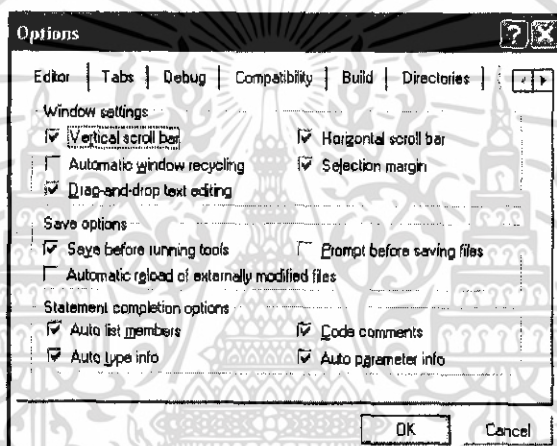 Options
Editor Tabs Debug Compatibility Build Directories
Window settings
Vertical scroll bar Horizontal scroll bar
Automatic window recycling Selection margin
Drag-and-drop text editing
Save options
Save before running tools Prompt before saving files
Automatic reload of externally modified files
Statement completion options
Auto list members Code comments
Auto type info Auto parameter info
OK Cancel